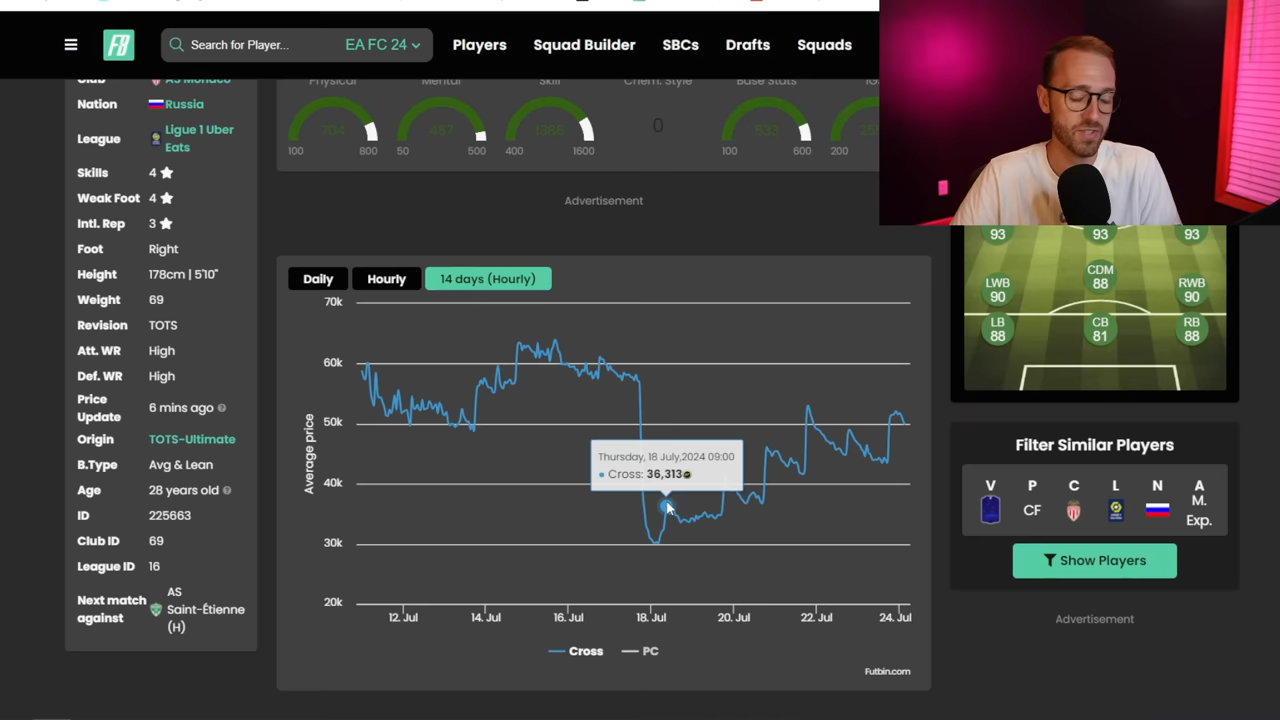 Search for Player...
EA FC 24
Players
Squad Builder
SBCs
Drafts
Squads
Club AS Monaco
Nation Russia
League Ligue 1 Uber
Eats
Skills 4
Weak Foot 4
Intl. Rep 3
Foot Right
Height 178cm | 5'10"
Weight 69
Revision TOTS
Att. WR High
Def. WR High
Price
Update 6 mins ago
Origin TOTS-Ultimate
B.Type Avg & Lean
Age 28 years old
ID 225663
Club ID 69
League ID 16
Next match
against AS
Saint-Étienne
(H)
Physical Mental Skill Chem. Style Base Stats
704 487 1386 0 533
100 800 50 500 400 1600 100 600 200
Advertisement
Daily Hourly 14 days (Hourly)
70k
60k
50k
40k
30k
20k
Average price
Thursday, 18 July,2024 09:00
Cross: 36,313
12. Jul 14. Jul 16. Jul 18. Jul 20. Jul 22. Jul 24. Jul
Cross PC
Futbin.com
93 93 93
LWB CDM RWB
90 88 90
LB CB RB
88 81 88
Filter Similar Players
V P C L N A
CF M.
Exp.
Show Players
Advertisement